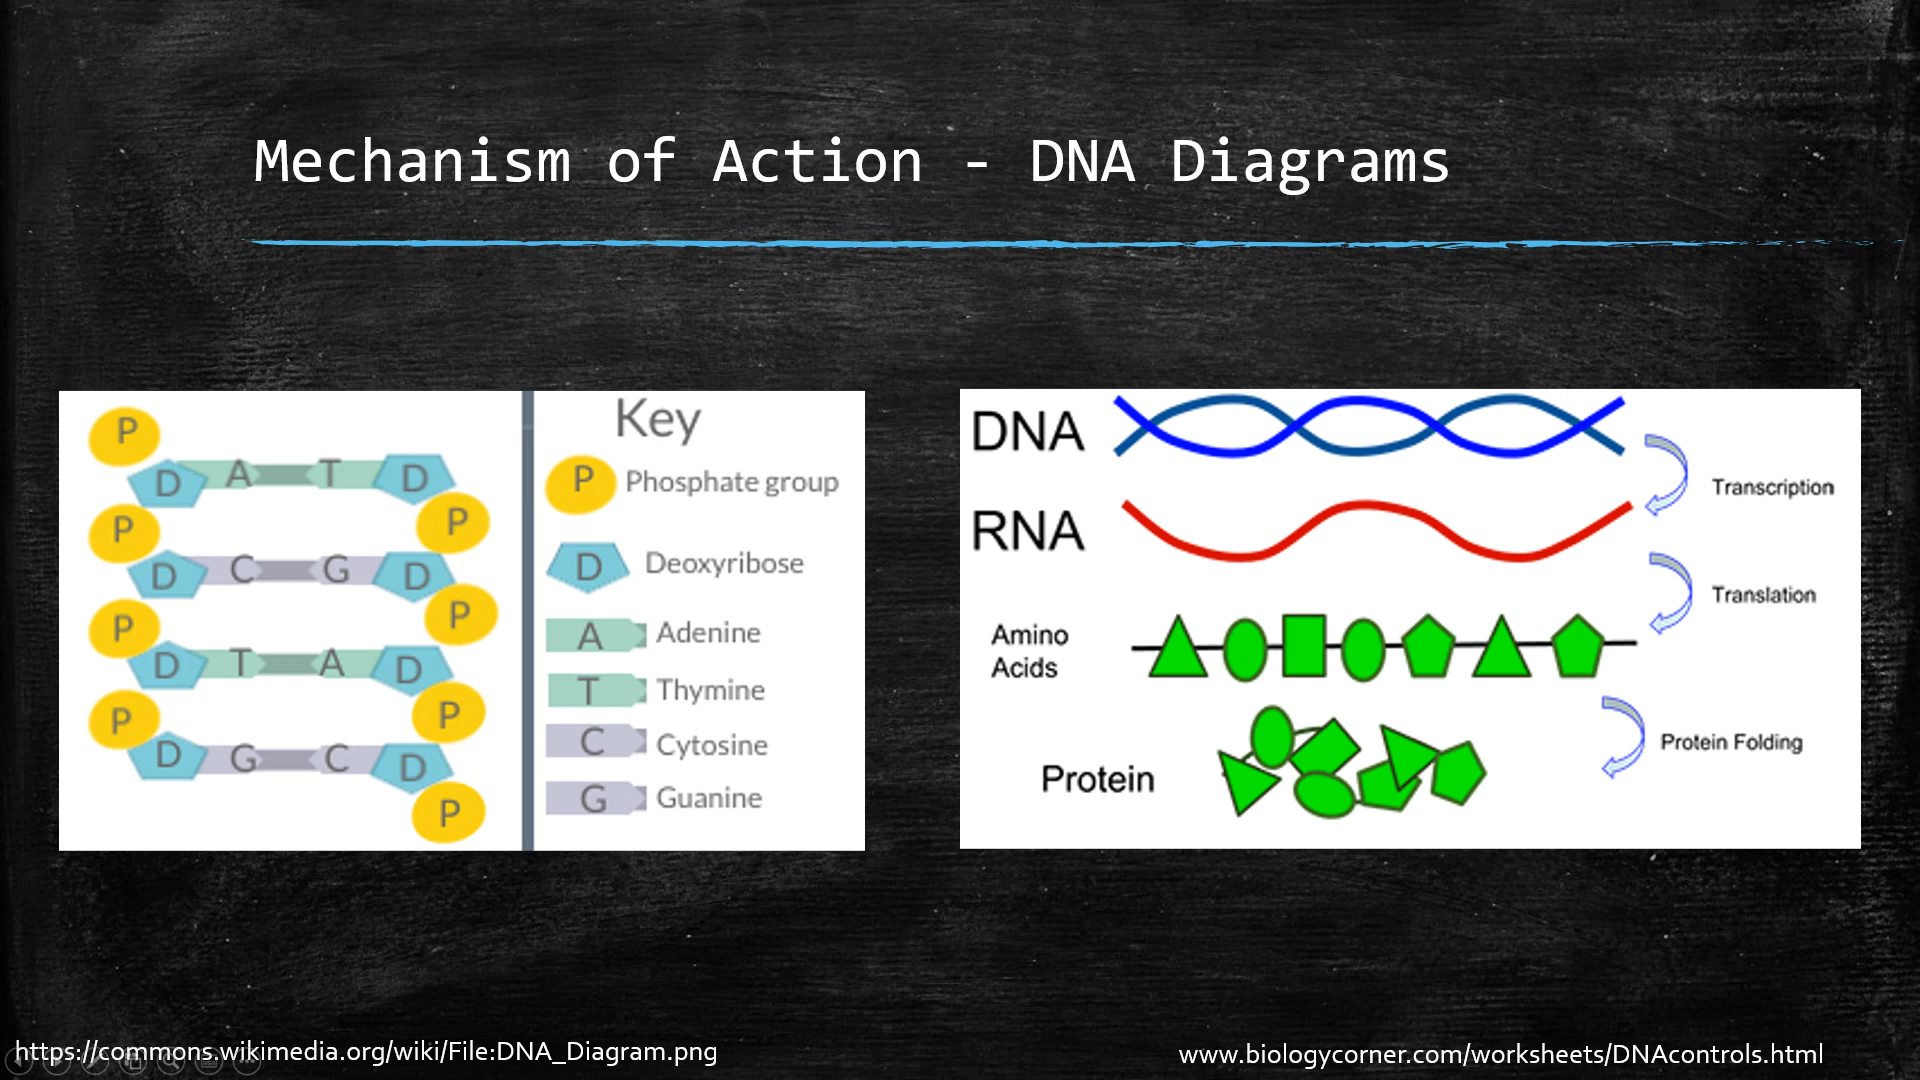 Mechanism of Action - DNA Diagrams
P
D A T D
P P
D C G D
P P
D T A D
P P
D G C D
P
Key
P Phosphate group
D Deoxyribose
A Adenine
T Thymine
C Cytosine
G Guanine
DNA
Transcription
RNA
Translation
Amino
Acids
Protein Folding
Protein
https://commons.wikimedia.org/wiki/File:DNA_Diagram.png
www.biologycorner.com/worksheets/DNAcontrols.html